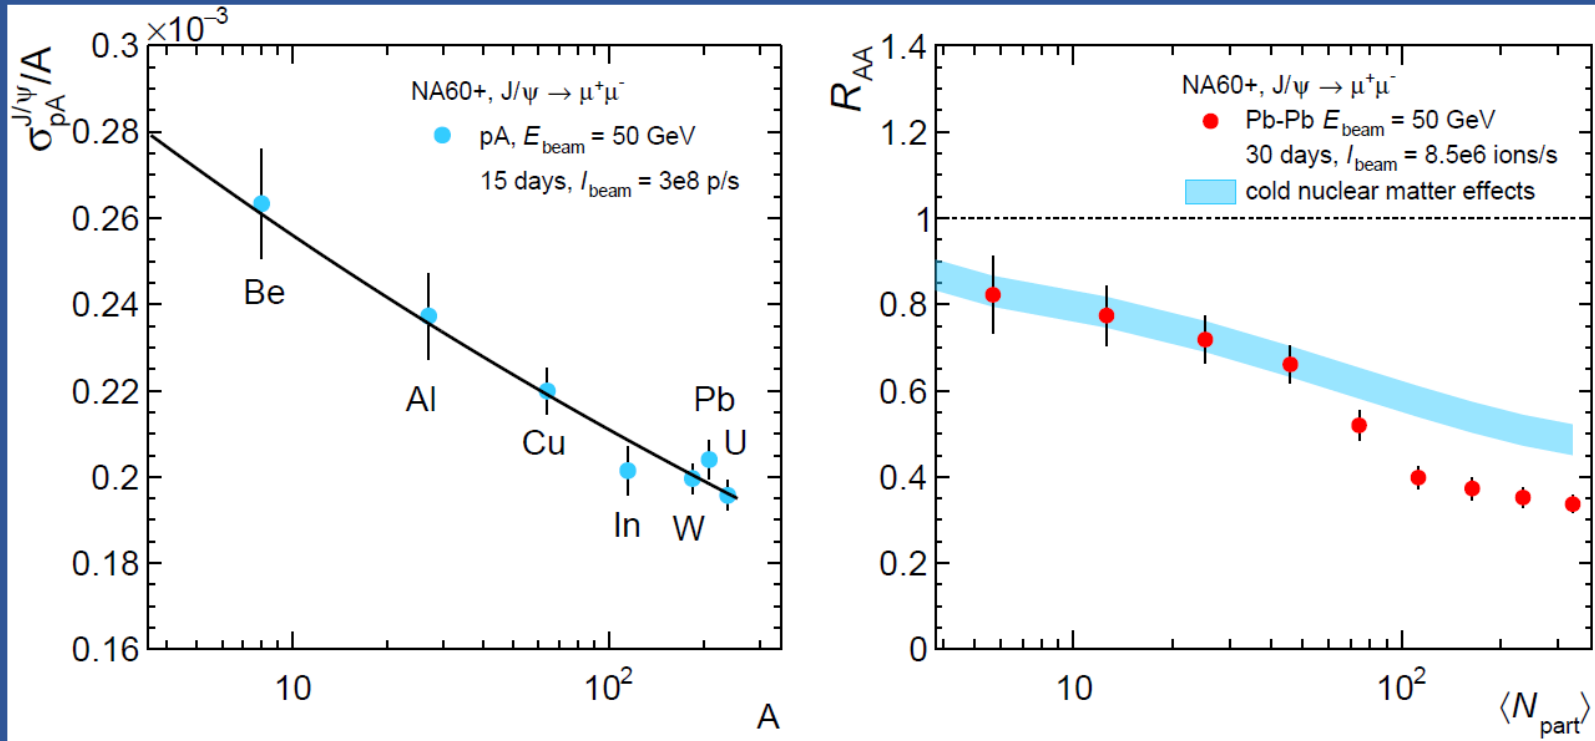 ×10⁻³
0.3
0.28
0.26
0.24
0.22
0.2
0.18
0.16
σ_pA^J/ψ/A
NA60+, J/ψ → μ⁺μ⁻
pA, E_beam = 50 GeV
15 days, I_beam = 3e8 p/s
Be
Al
Cu
In
W
Pb
U
10
10²
A
1.4
1.2
1
0.8
0.6
0.4
0.2
0
R_AA
NA60+, J/ψ → μ⁺μ⁻
Pb-Pb E_beam = 50 GeV
30 days, I_beam = 8.5e6 ions/s
cold nuclear matter effects
10
10²
⟨N_part⟩